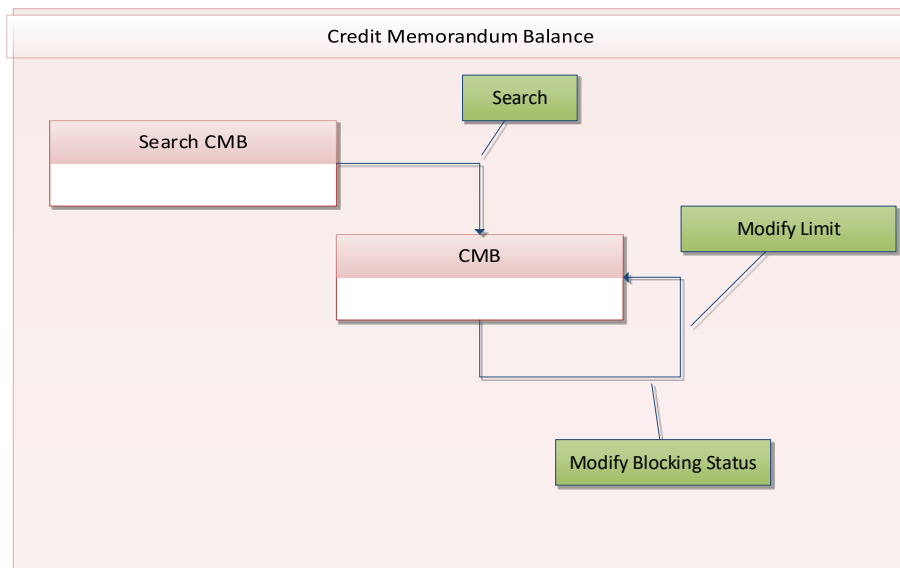 Credit Memorandum Balance
Search
Search CMB
Modify Limit
CMB
Modify Blocking Status